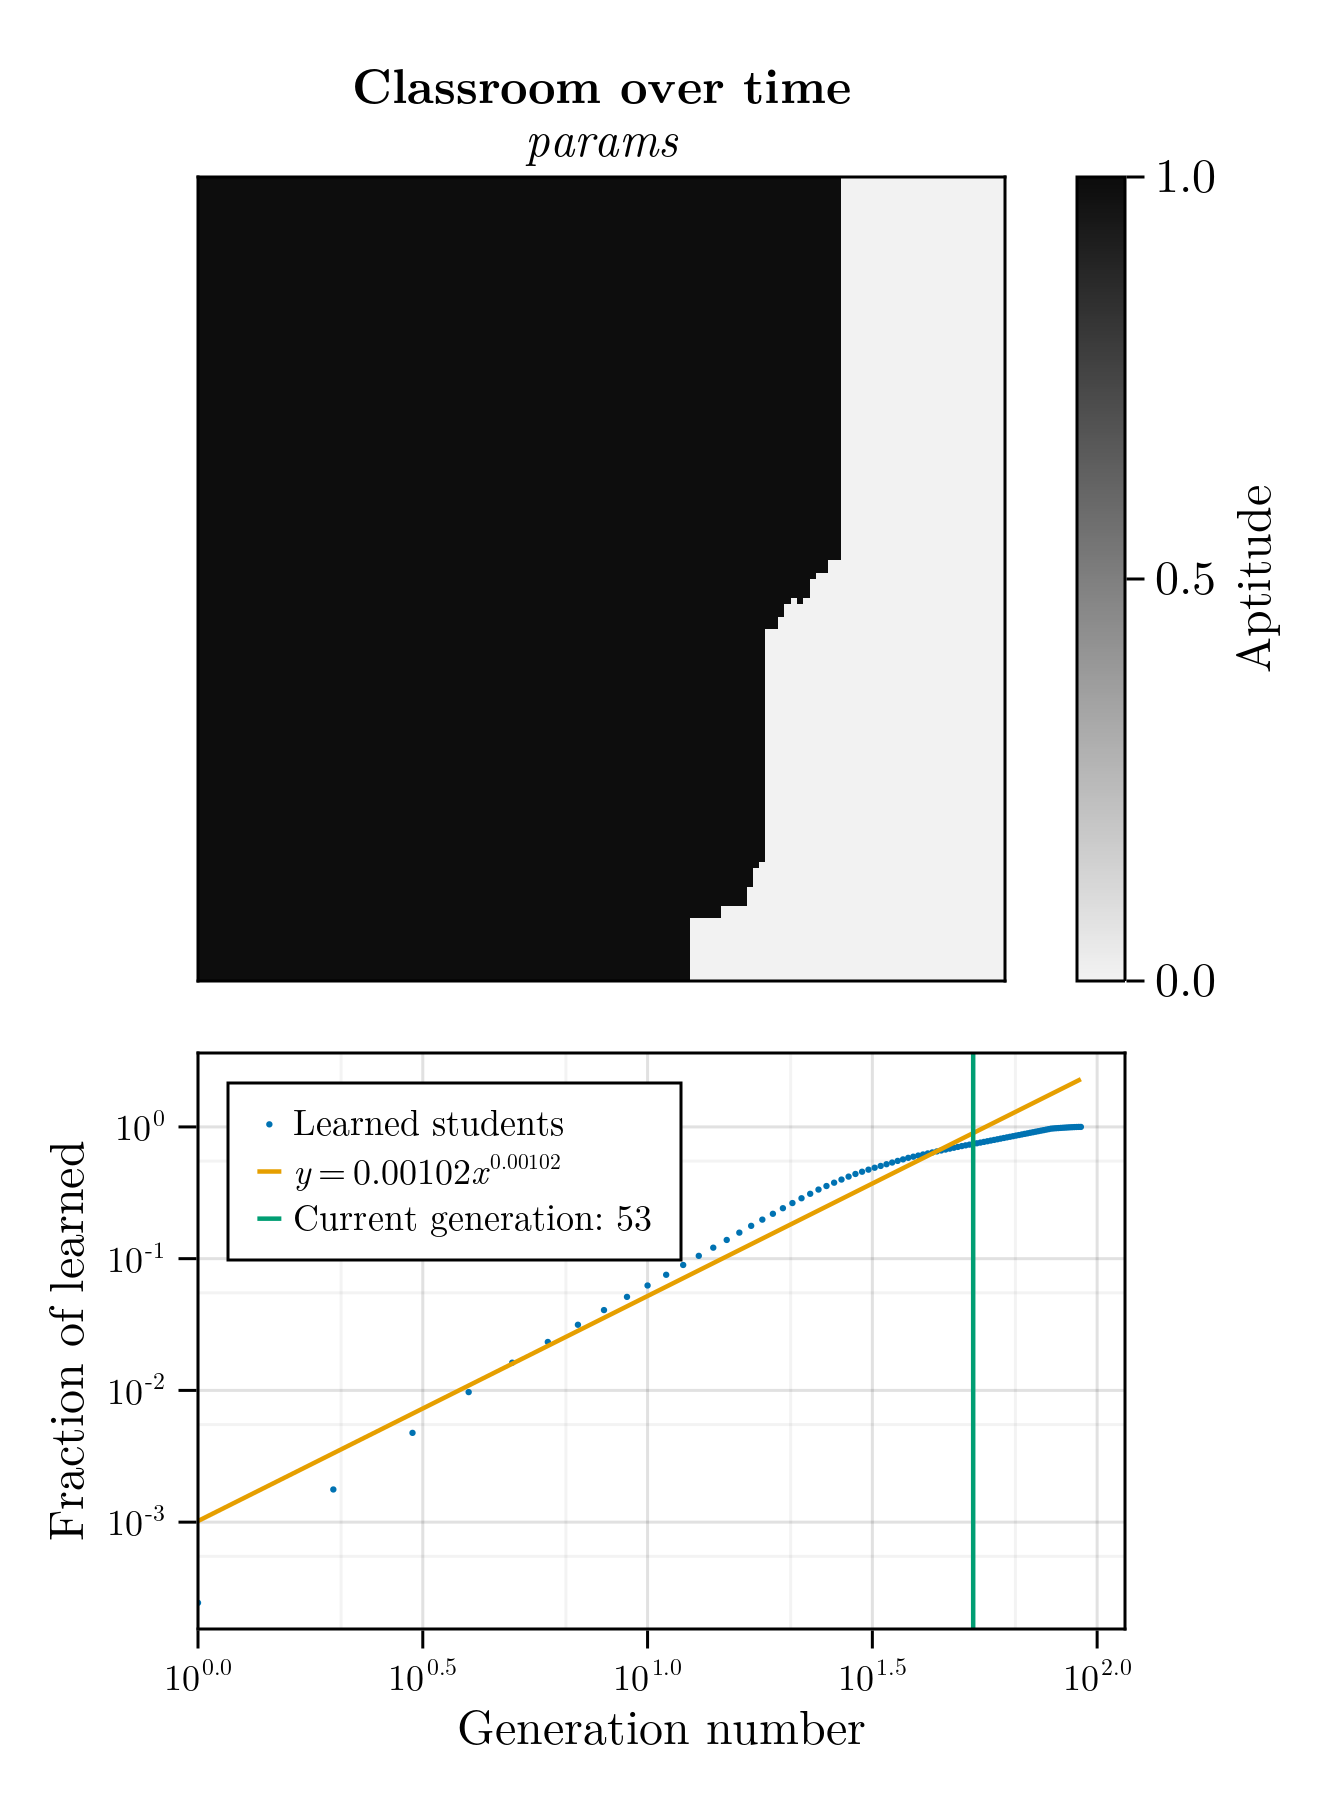 Classroom over time
params
1.0
0.5
0.0
Aptitude
Learned students
y = 0.00102x^0.00102
Current generation: 53
10^0
10^-1
10^-2
10^-3
Fraction of learned
10^0.0 10^0.5 10^1.0 10^1.5 10^2.0
Generation number